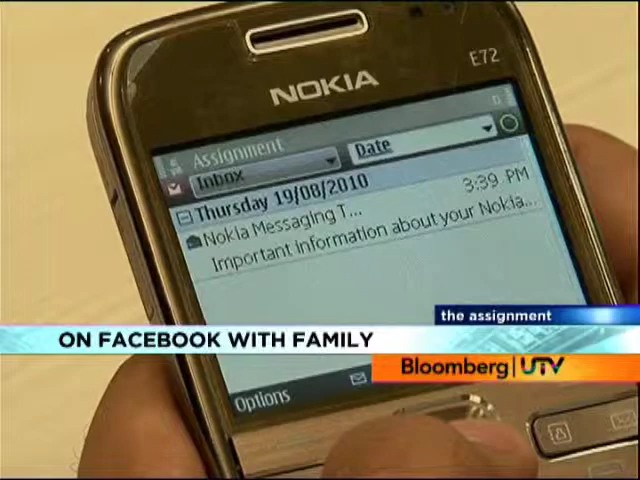 E72
NOKIA
Assignment
Inbox
Date
Thursday 19/08/2010
Nokia Messaging T...
3:39 PM
Important information about your Nokia...
the assignment
ON FACEBOOK WITH FAMILY
Bloomberg|UTV
Options